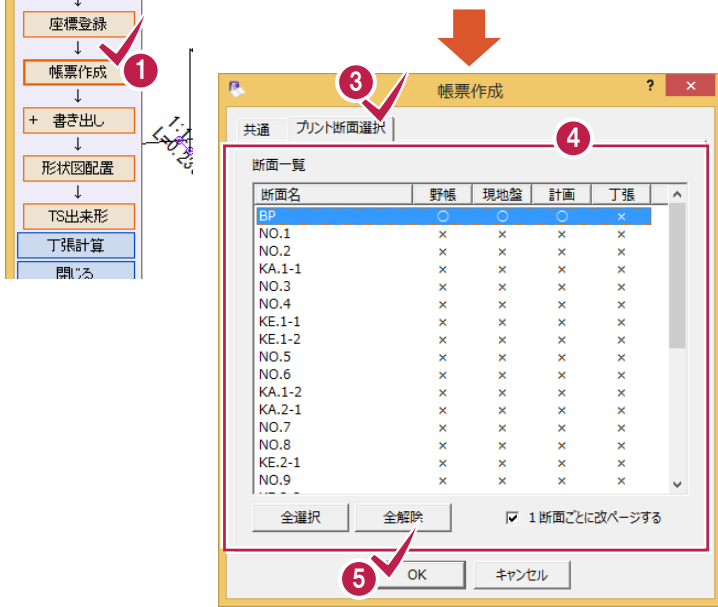 ↓
座標登録
↓
帳票作成
1
↓
+ 書き出し
↓
形状図配置
↓
TS出来形
丁張計算
閉じる
帳票作成
? ×
3
共通 プリント断面選択
4
断面一覧
断面名 野帳 現地盤 計画 丁張
BP ○ ○ ○ ×
NO.1 × × × ×
NO.2 × × × ×
KA.1-1 × × × ×
NO.3 × × × ×
NO.4 × × × ×
KE.1-1 × × × ×
KE.1-2 × × × ×
NO.5 × × × ×
NO.6 × × × ×
KA.1-2 × × × ×
KA.2-1 × × × ×
NO.7 × × × ×
NO.8 × × × ×
KE.2-1 × × × ×
NO.9 × × × ×
全選択 全解除 1断面ごとに改ページする
5
OK キャンセル